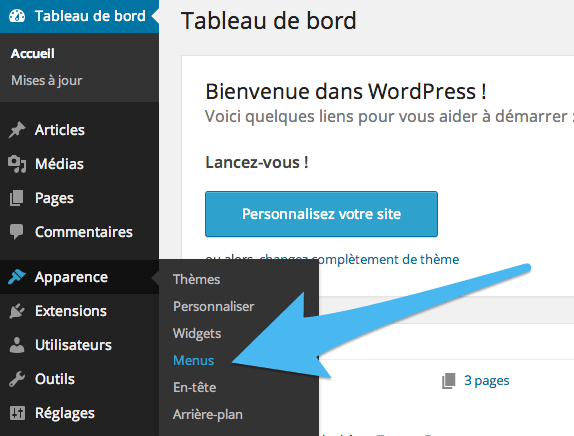 Tableau de bord
Accueil
Mises à jour
Articles
Médias
Pages
Commentaires
Apparence
Extensions
Utilisateurs
Outils
Réglages
Thèmes
Personnaliser
Widgets
Menus
En-tête
Arrière-plan
Tableau de bord
Bienvenue dans WordPress !
Voici quelques liens pour vous aider à démarrer :
Lancez-vous !
Personnalisez votre site
ou alors, changez complètement de thème
3 pages